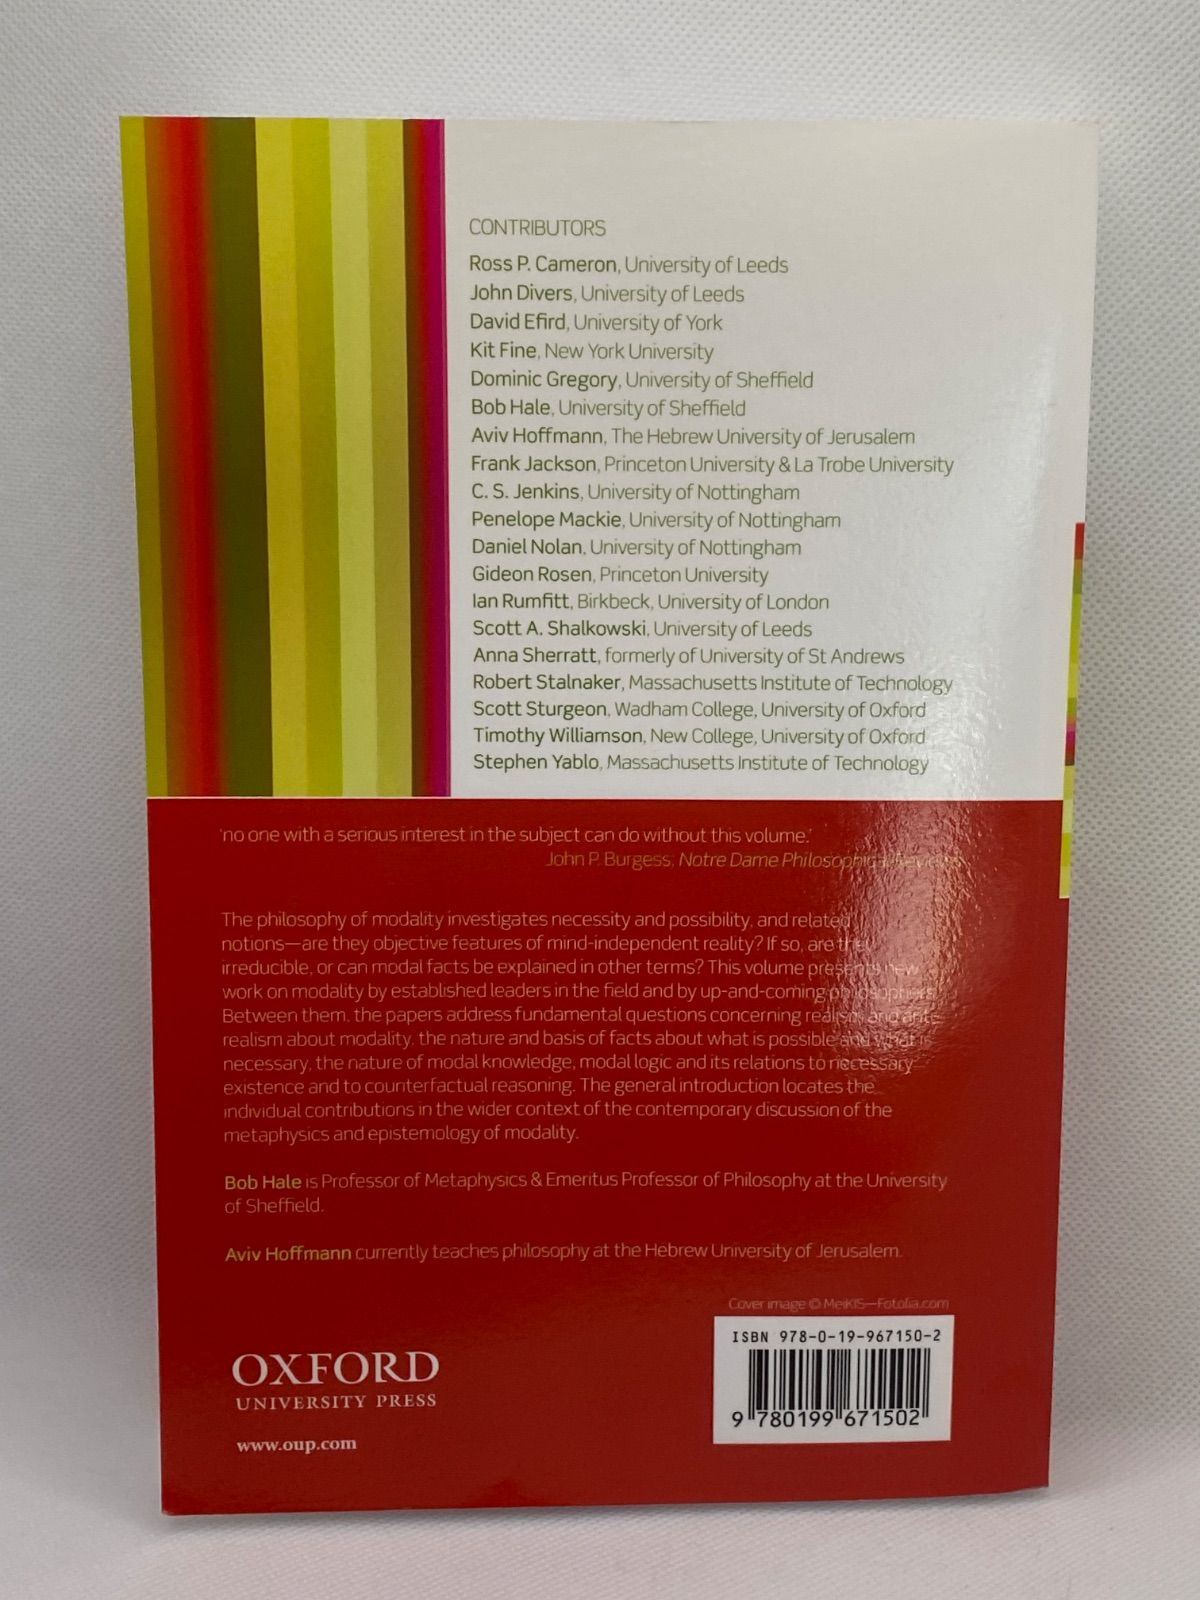 CONTRIBUTORS
Ross P. Cameron, University of Leeds
John Divers, University of Leeds
David Efird, University of York
Kit Fine, New York University
Dominic Gregory, University of Sheffield
Bob Hale, University of Sheffield
Aviv Hoffmann, The Hebrew University of Jerusalem
Frank Jackson, Princeton University & La Trobe University
C. S. Jenkins, University of Nottingham
Penelope Mackie, University of Nottingham
Daniel Nolan, University of Nottingham
Gideon Rosen, Princeton University
Ian Rumfitt, Birkbeck, University of London
Scott A. Shalkowski, University of Leeds
Anna Sherratt, formerly of University of St Andrews
Robert Stalnaker, Massachusetts Institute of Technology
Scott Sturgeon, Wadham College, University of Oxford
Timothy Williamson, New College, University of Oxford
Stephen Yablo, Massachusetts Institute of Technology
'no one with a serious interest in the subject can do without this volume.'
John P. Burgess, Notre Dame Philosophical Reviews
The philosophy of modality investigates necessity and possibility, and related
notions—are they objective features of mind-independent reality? If so, are they
irreducible, or can modal facts be explained in other terms? This volume presents new
work on modality by established leaders in the field and by up-and-coming philosophers.
Between them, the papers address fundamental questions concerning realism and anti-
realism about modality, the nature and basis of facts about what is possible and what is
necessary, the nature of modal knowledge, modal logic and its relations to necessary
existence and to counterfactual reasoning. The general introduction locates the
individual contributions in the wider context of the contemporary discussion of the
metaphysics and epistemology of modality.
Bob Hale is Professor of Metaphysics & Emeritus Professor of Philosophy at the University
of Sheffield.
Aviv Hoffmann currently teaches philosophy at the Hebrew University of Jerusalem.
Cover image © MeiKIS—Fotolia.com
ISBN 978-0-19-967150-2
9 780199 671502
OXFORD
UNIVERSITY PRESS
www.oup.com